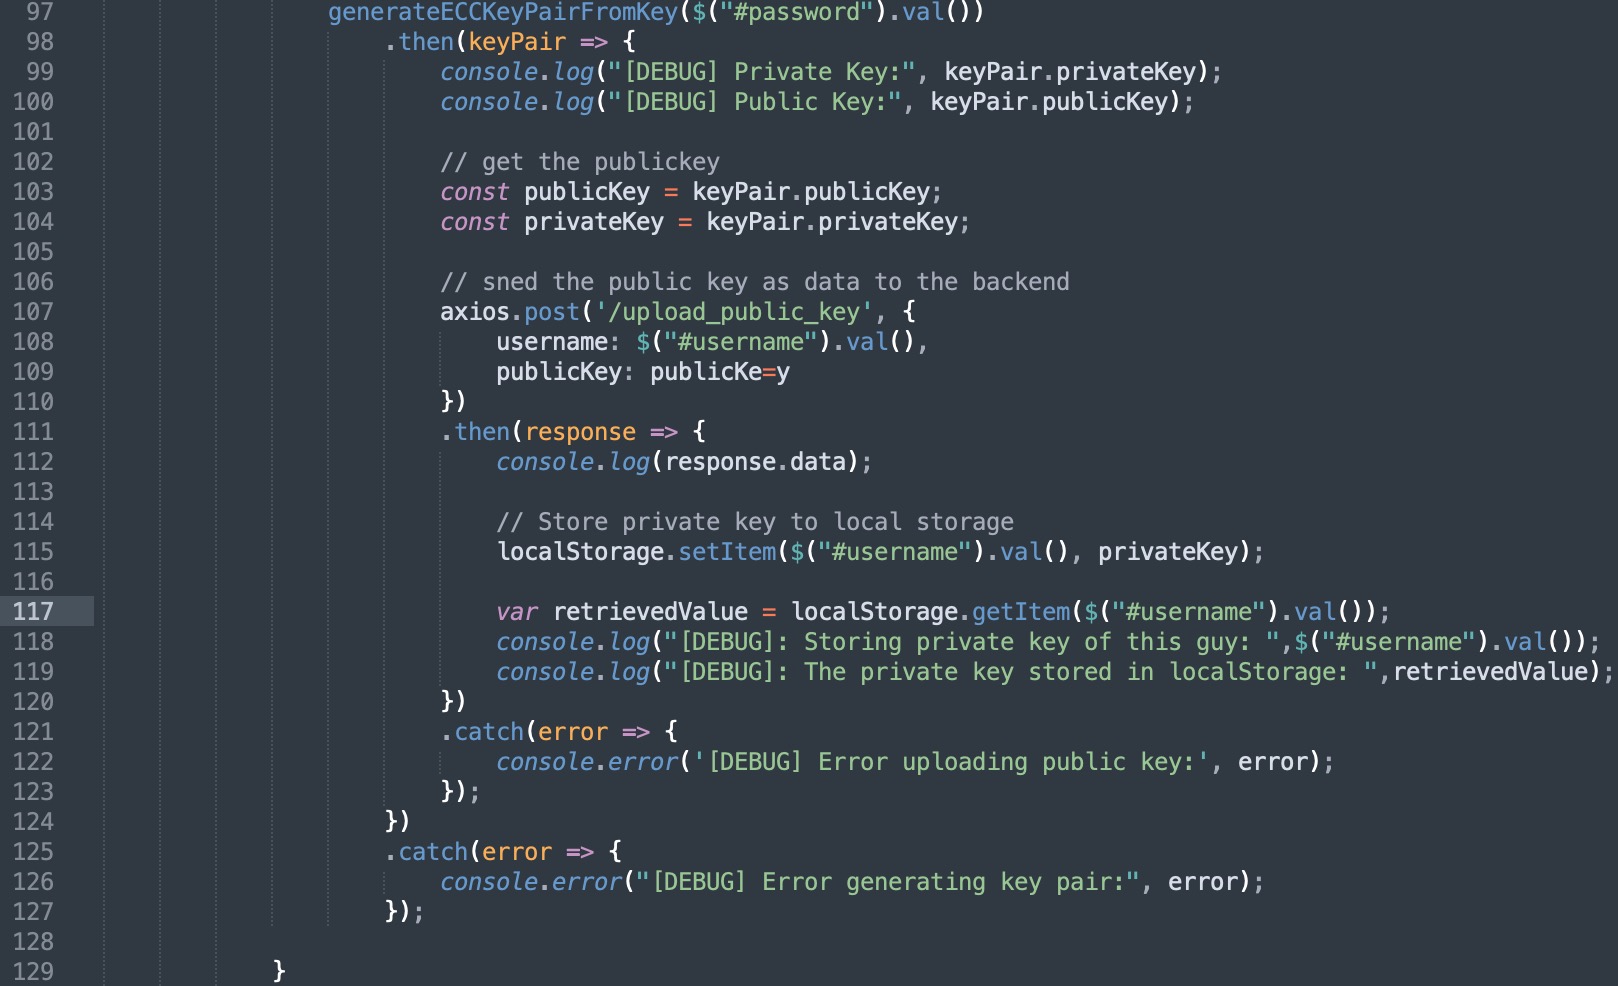 97 generateECCKeyPairFromKey($("#password").val())
98 .then(keyPair => {
99 console.log("[DEBUG] Private Key:", keyPair.privateKey);
100 console.log("[DEBUG] Public Key:", keyPair.publicKey);
101
102 // get the publickey
103 const publicKey = keyPair.publicKey;
104 const privateKey = keyPair.privateKey;
105
106 // sned the public key as data to the backend
107 axios.post('/upload_public_key', {
108 username: $("#username").val(),
109 publicKey: publicKe=y
110 })
111 .then(response => {
112 console.log(response.data);
113
114 // Store private key to local storage
115 localStorage.setItem($("#username").val(), privateKey);
116
117 var retrievedValue = localStorage.getItem($("#username").val());
118 console.log("[DEBUG]: Storing private key of this guy: ",$("#username").val());
119 console.log("[DEBUG]: The private key stored in localStorage: ",retrievedValue);
120 })
121 .catch(error => {
122 console.error('[DEBUG] Error uploading public key:', error);
123 });
124 })
125 .catch(error => {
126 console.error("[DEBUG] Error generating key pair:", error);
127 });
128
129 }